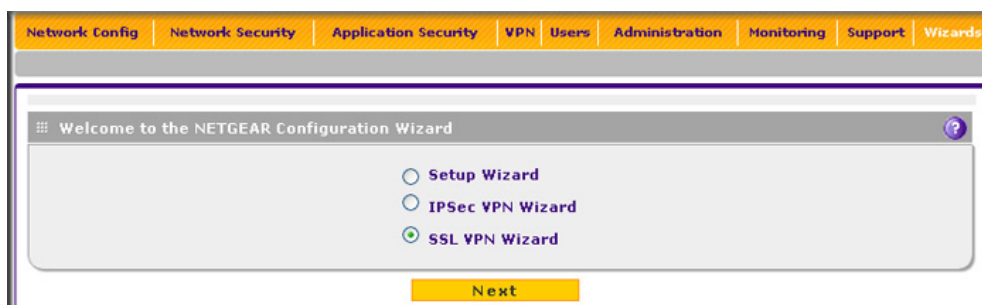 Network Config Network Security Application Security VPN Users Administration Monitoring Support Wizards
Welcome to the NETGEAR Configuration Wizard ?
Setup Wizard
IPSec VPN Wizard
SSL VPN Wizard
Next